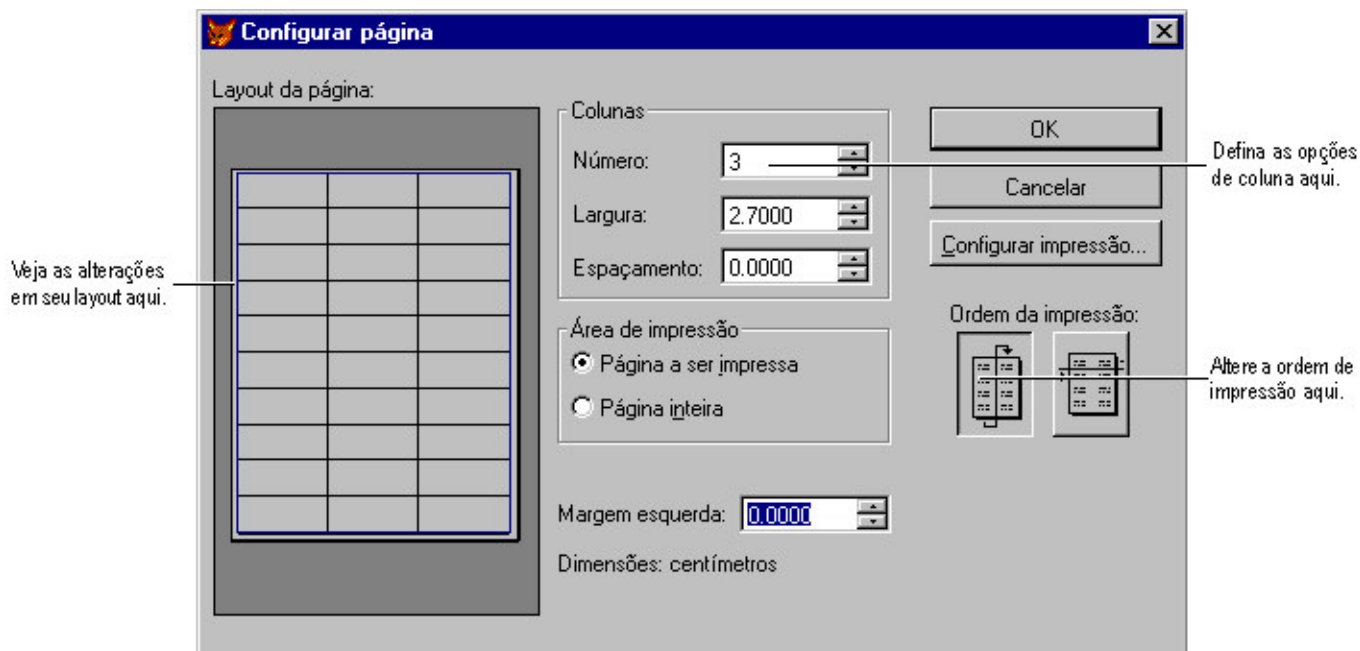 Configurar página
Layout da página:
Colunas
Número:
3
Largura:
2.7000
Espaçamento:
0.0000
Área de impressão
Página a ser impressa
Página inteira
Margem esquerda:
0.0000
Dimensões: centímetros
OK
Cancelar
Configurar impressão...
Ordem da impressão:
Veja as alterações
em seu layout aqui.
Defina as opções
de coluna aqui.
Altere a ordem de
impressão aqui.